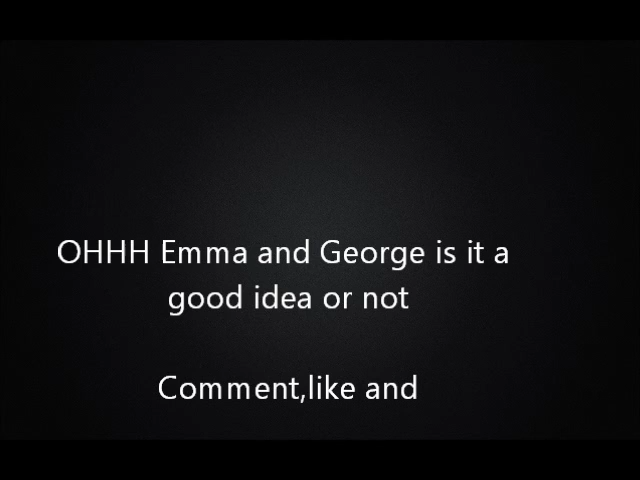 OHHH Emma and George is it a
good idea or not
Comment,like and